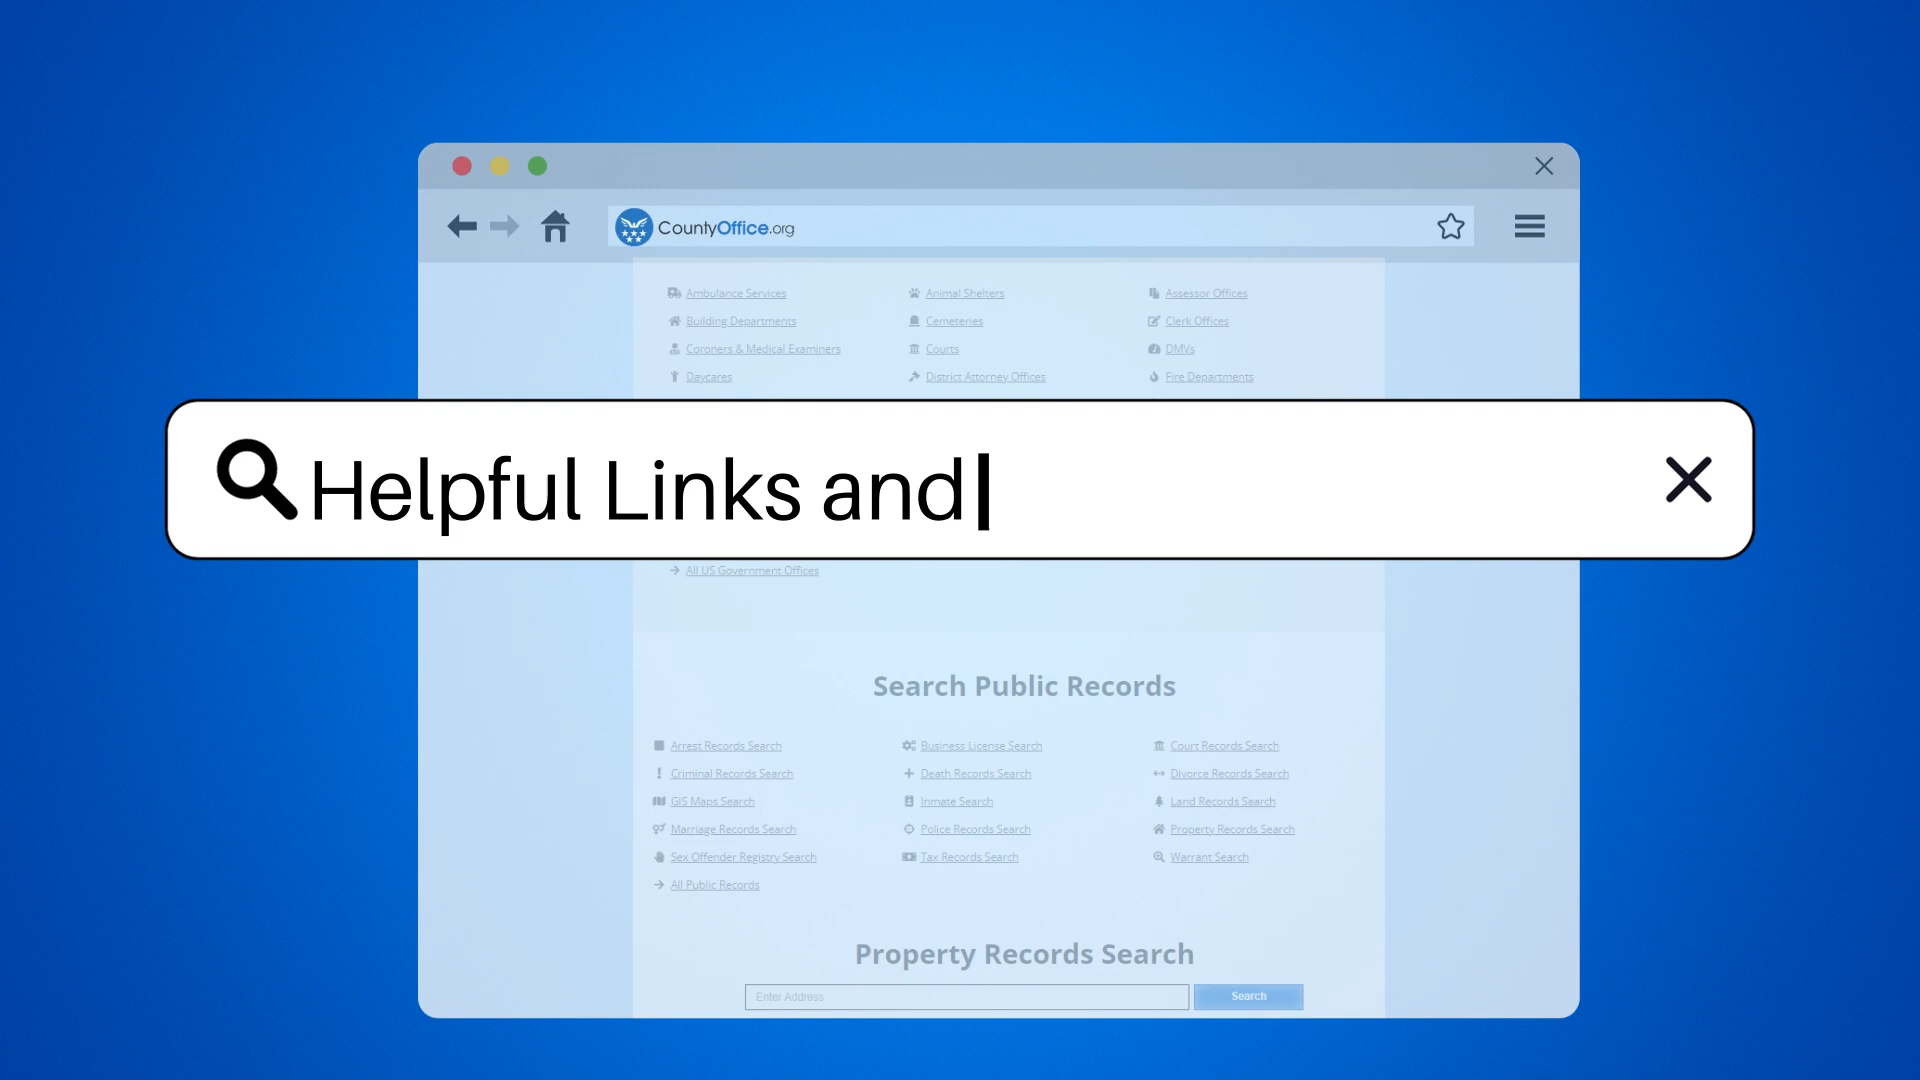 CountyOffice.org
Ambulance Services Animal Shelters Assessor Offices
Building Departments Cemeteries Clerk Offices
Coroners & Medical Examiners Courts DMVs
Daycares District Attorney Offices Fire Departments
Helpful Links and
All US Government Offices
Search Public Records
Arrest Records Search Business License Search Court Records Search
Criminal Records Search Death Records Search Divorce Records Search
GIS Maps Search Inmate Search Land Records Search
Marriage Records Search Police Records Search Property Records Search
Sex Offender Registry Search Tax Records Search Warrant Search
All Public Records
Property Records Search
Enter Address Search